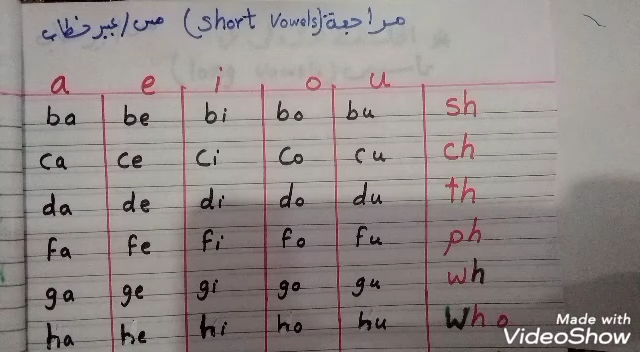 مراجعة (short vowels) مس/عبير خطاب
a e i o u
ba be bi bo bu sh
ca ce ci co cu ch
da de di do du th
fa fe fi fo fu ph
ga ge gi go gu wh
ha he hi ho hu who
Made with
VideoShow